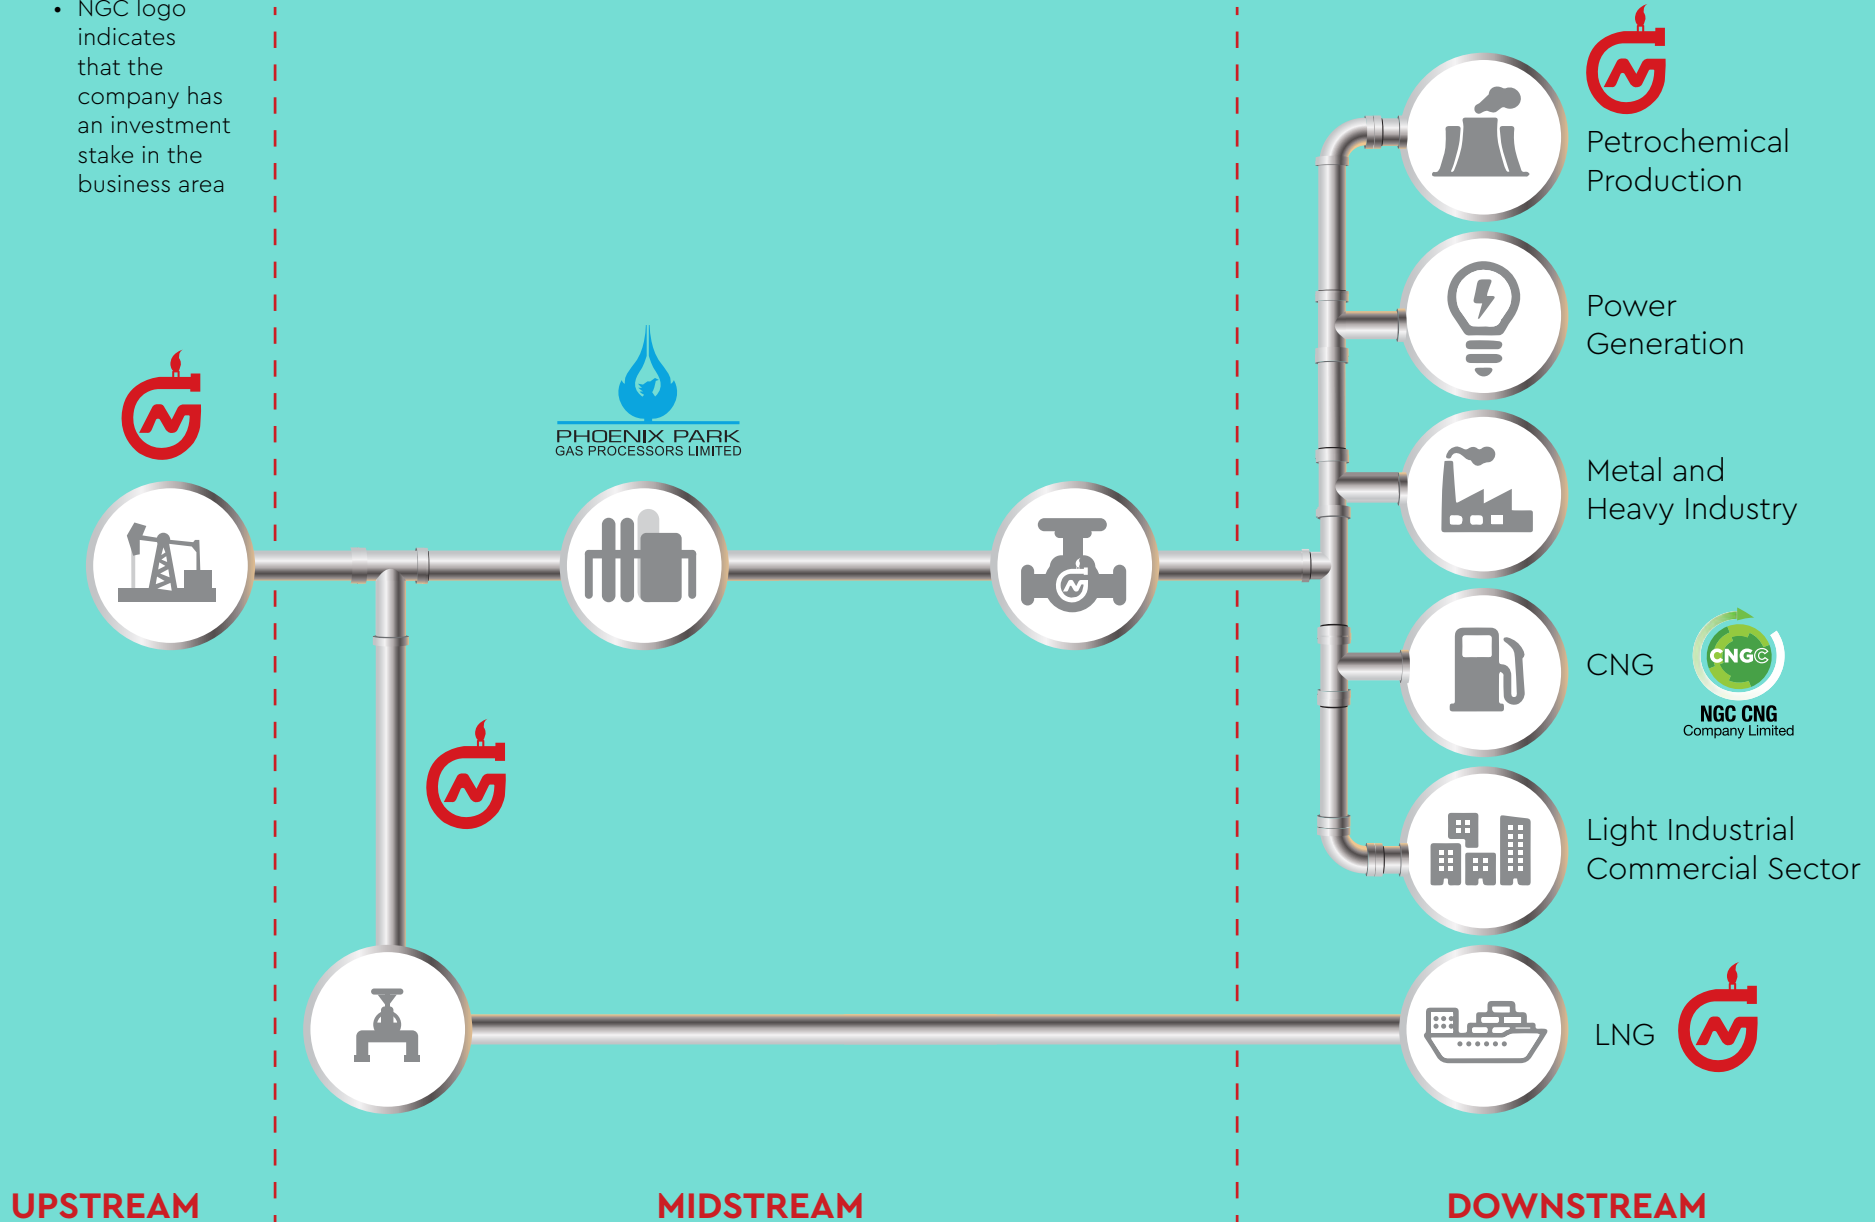 • NGC logo
indicates
that the
company has
an investment
stake in the
business area
PHOENIX PARK
GAS PROCESSORS LIMITED
Petrochemical
Production
Power
Generation
Metal and
Heavy Industry
CNG
CNGC
NGC CNG
Company Limited
Light Industrial
Commercial Sector
LNG
UPSTREAM
MIDSTREAM
DOWNSTREAM